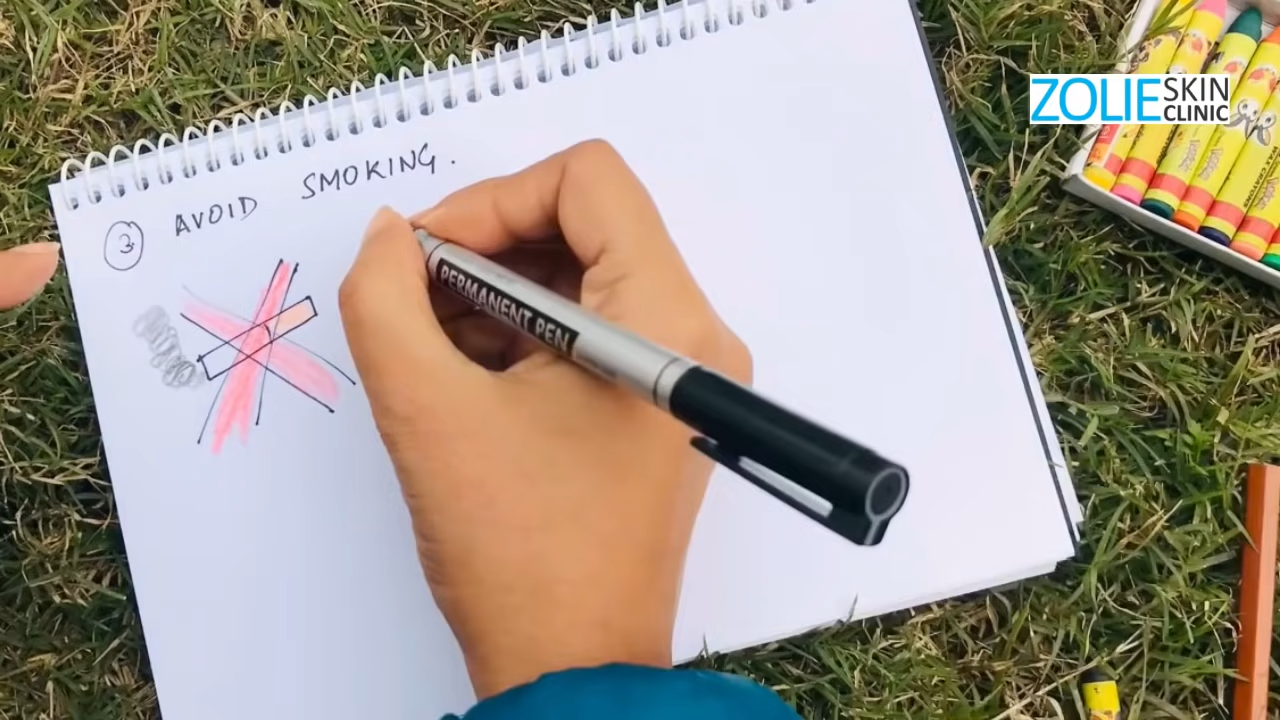 ZOLIE SKIN CLINIC
③ AVOID SMOKING.
PERMANENT PEN